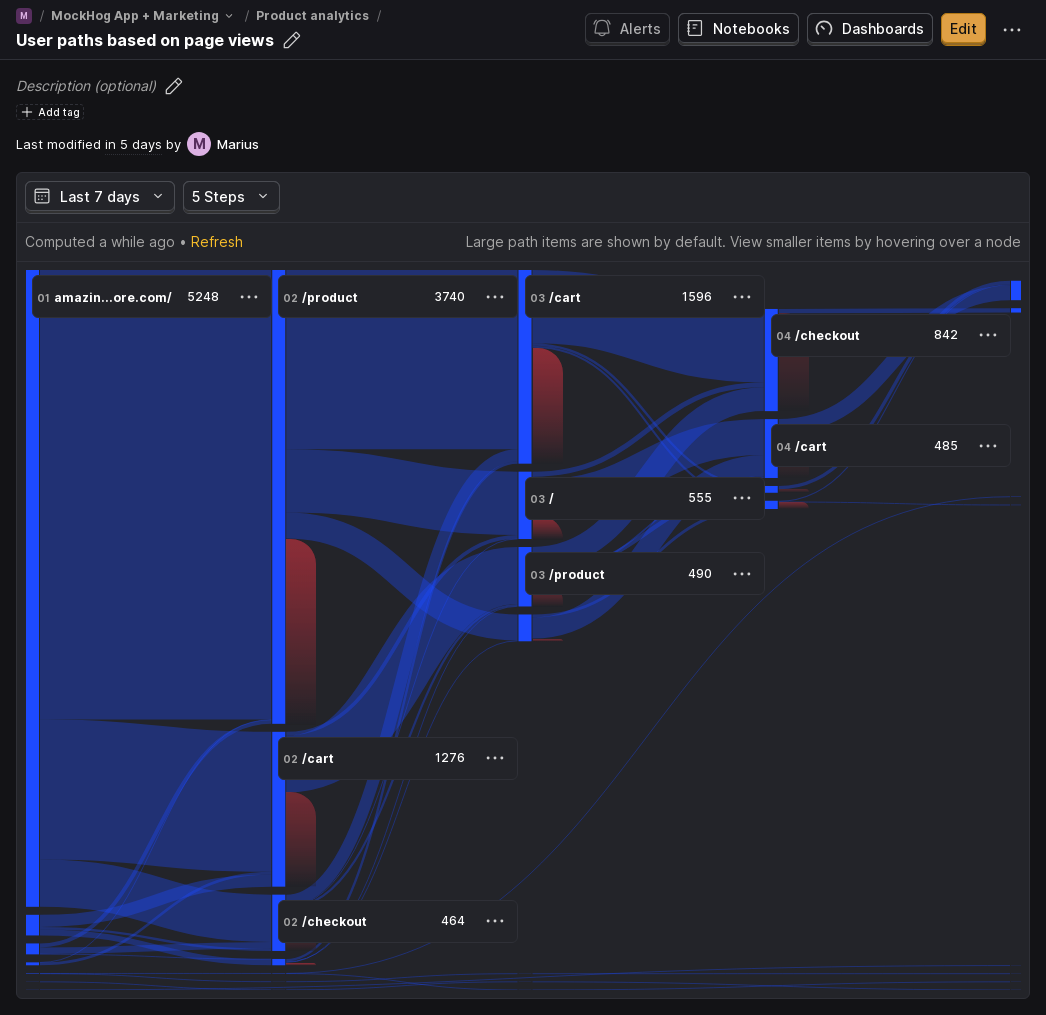 M / MockHog App + Marketing / Product analytics /
User paths based on page views
Alerts Notebooks Dashboards Edit
Description (optional)
Add tag
Last modified in 5 days by M Marius
Last 7 days 5 Steps
Computed a while ago • Refresh
Large path items are shown by default. View smaller items by hovering over a node
01 amazin...ore.com/ 5248
02 /product 3740
03 /cart 1596
04 /checkout 842
04 /cart 485
03 / 555
03 /product 490
02 /cart 1276
02 /checkout 464